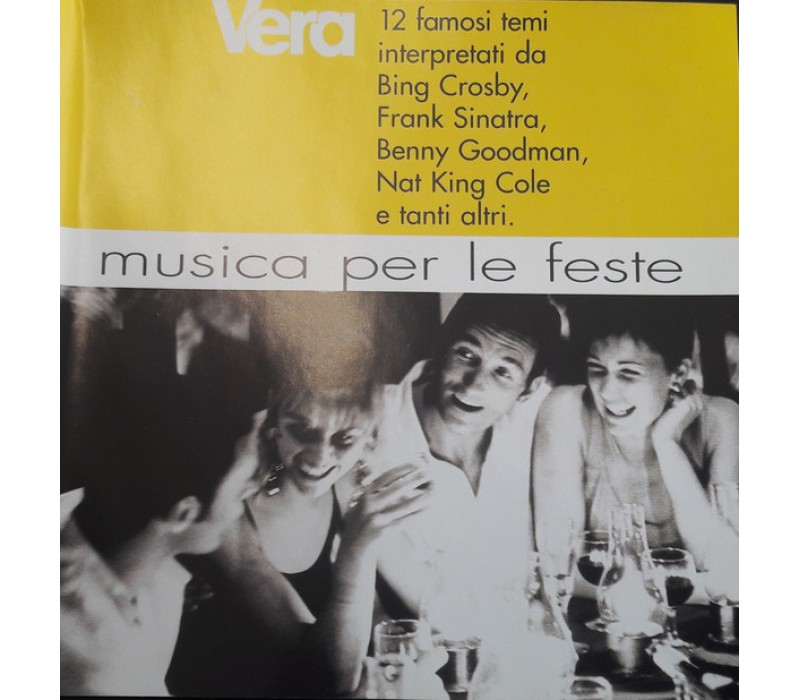 Vera
12 famosi temi
interpretati da
Bing Crosby,
Frank Sinatra,
Benny Goodman,
Nat King Cole
e tanti altri.
musica per le feste